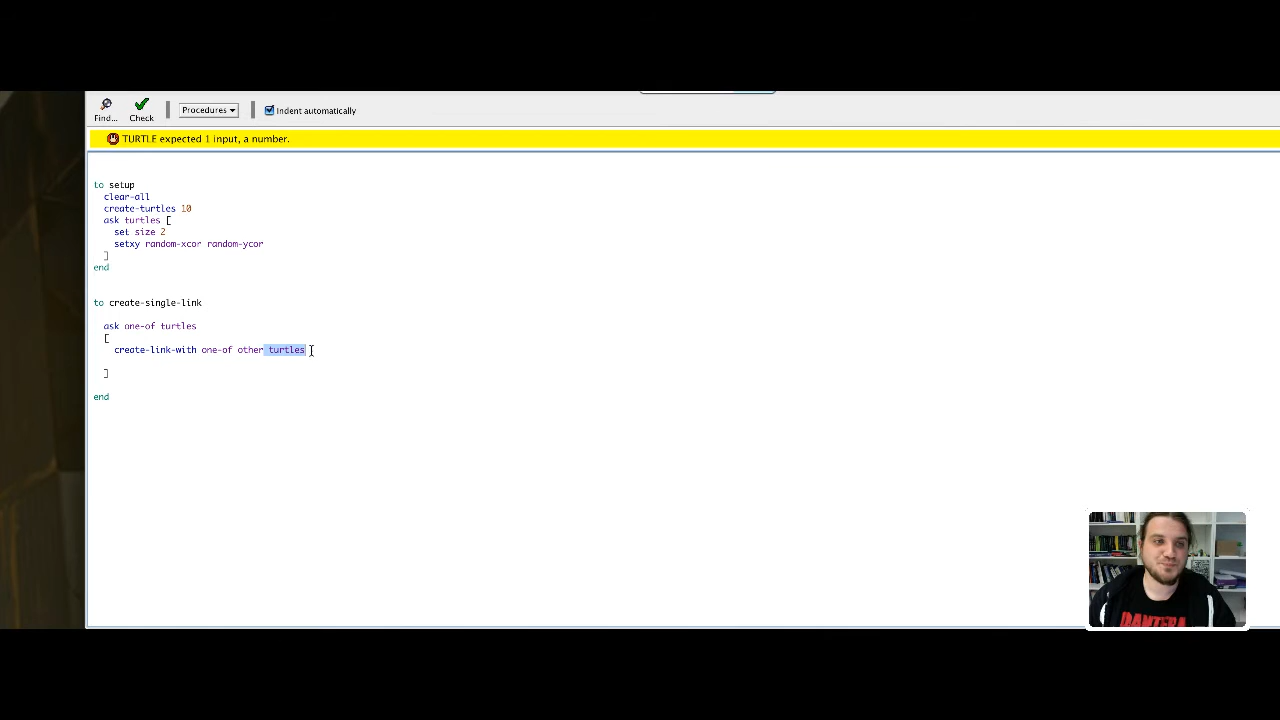 Find... Check Procedures Indent automatically
TURTLE expected 1 input, a number.
to setup
clear-all
create-turtles 10
ask turtles [
set size 2
setxy random-xcor random-ycor
]
end
to create-single-link
ask one-of turtles
[
create-link-with one-of other turtles
]
end
PANTERA